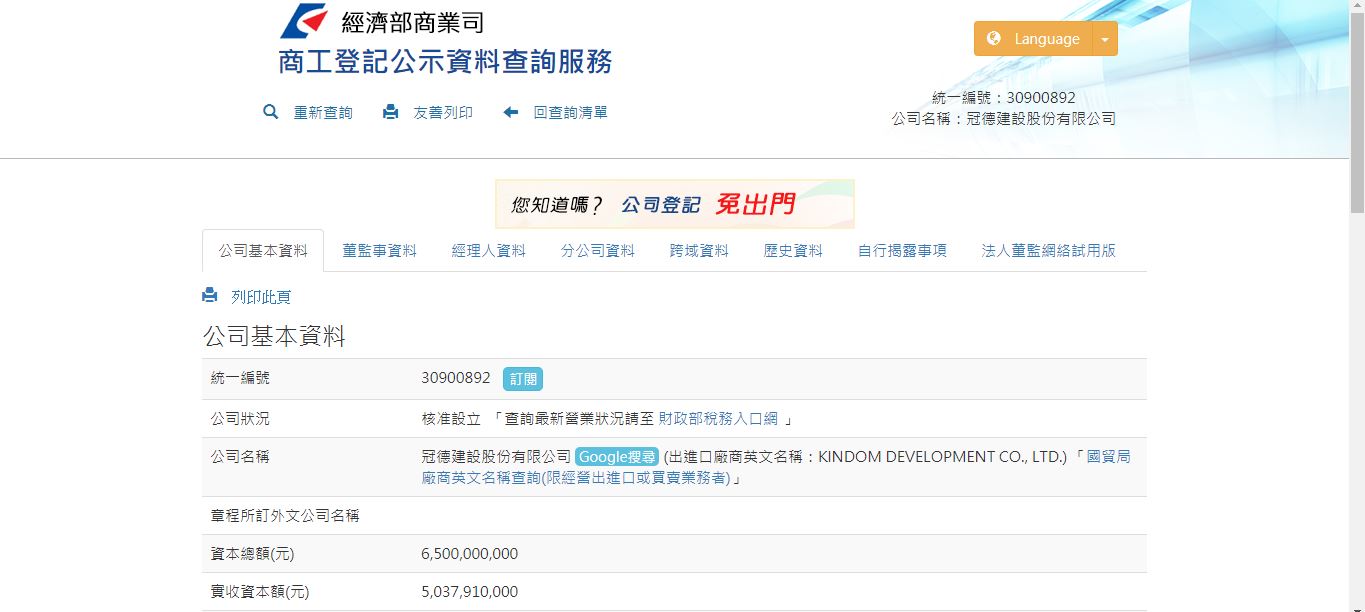 經濟部商業司
商工登記公示資料查詢服務
Language
重新查詢 友善列印 回查詢清單
統一編號：30900892
公司名稱：冠德建設股份有限公司
您知道嗎？ 公司登記 免出門
公司基本資料 董監事資料 經理人資料 分公司資料 跨域資料 歷史資料 自行揭露事項 法人董監網絡試用版
列印此頁
公司基本資料
統一編號 30900892 訂閱
公司狀況 核准設立 「查詢最新營業狀況請至 財政部稅務入口網 」
公司名稱 冠德建設股份有限公司 Google搜尋 (出進口廠商英文名稱：KINDOM DEVELOPMENT CO., LTD.) 「國貿局
廠商英文名稱查詢(限經營出進口或買賣業務者)」
章程所訂外文公司名稱
資本總額(元) 6,500,000,000
實收資本額(元) 5,037,910,000